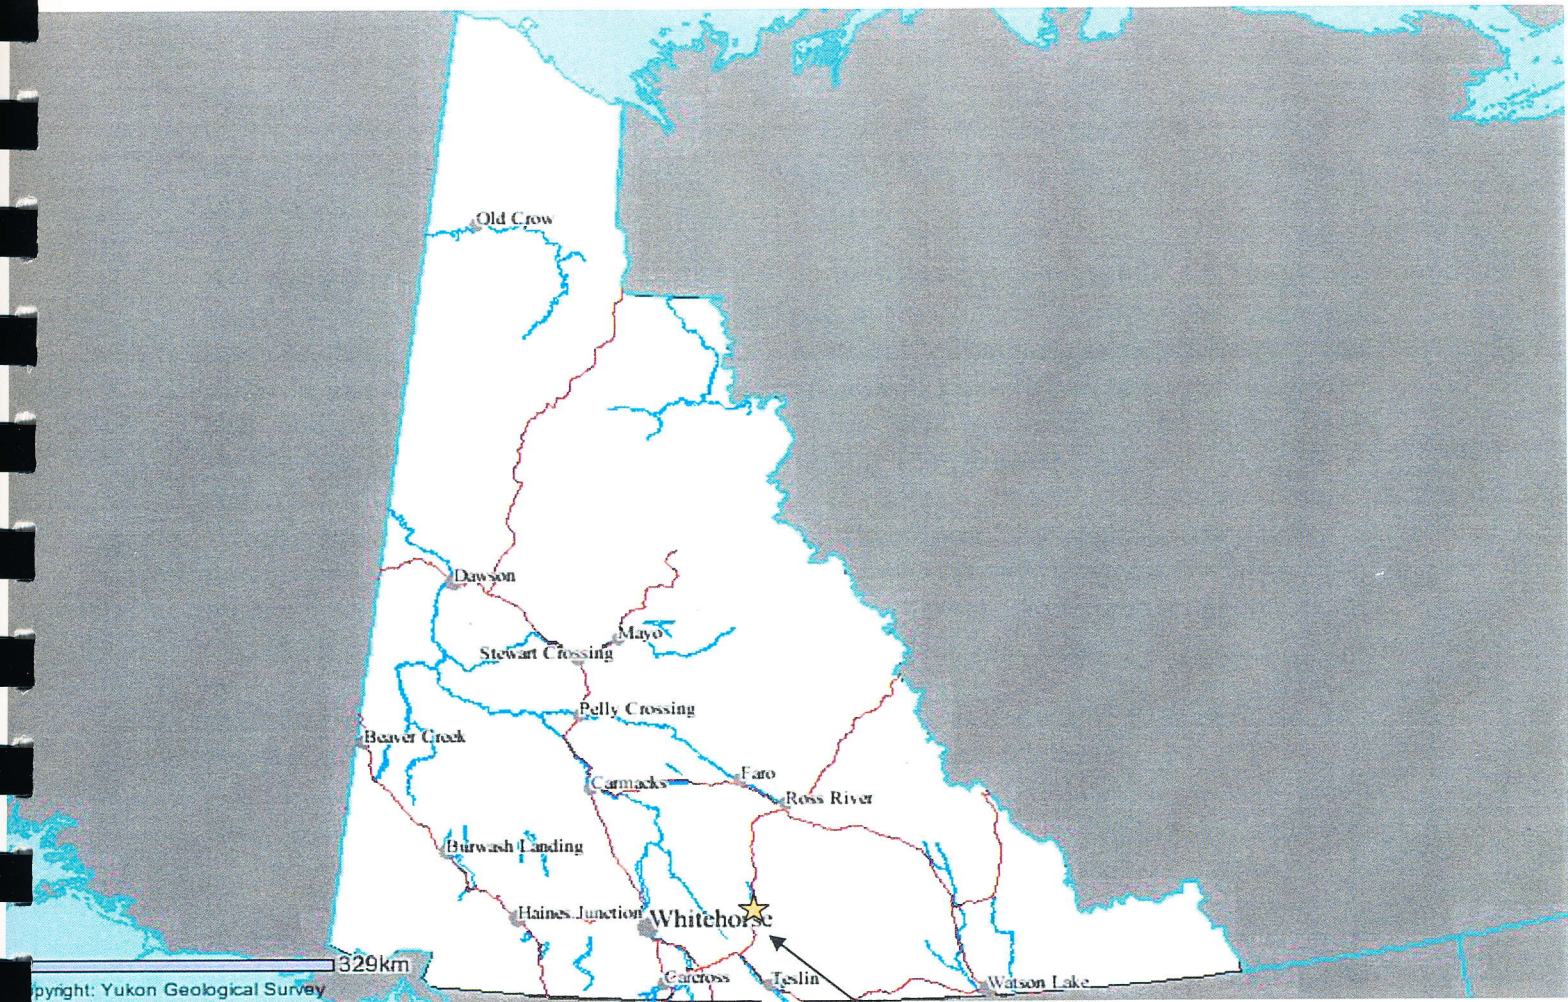 Old Crow
Dawson
Mayo
Stewart Crossing
Pelly Crossing
Beaver Creek
Faro
Carmacks
Ross River
Burwash Landing
Haines Junction
Whitehorse
329km
Carcross
Teslin
Watson Lake
pyright: Yukon Geological Survey